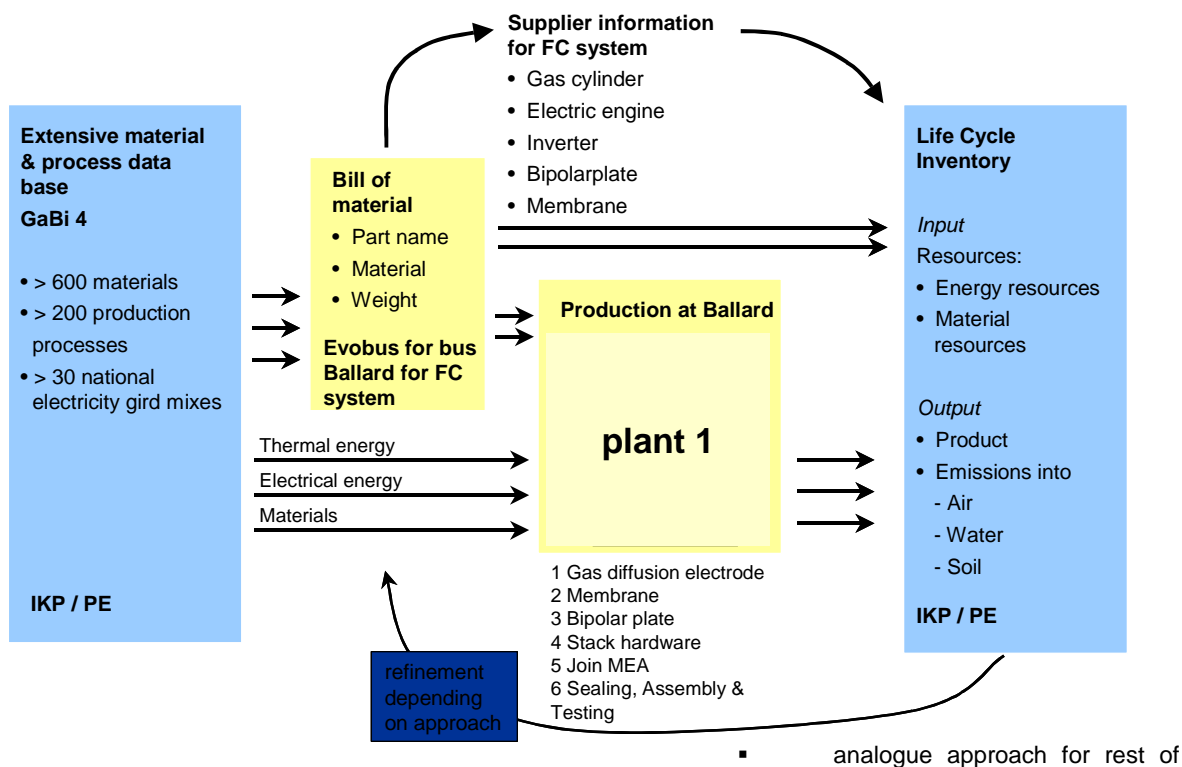 Supplier information
for FC system
• Gas cylinder
• Electric engine
• Inverter
• Bipolarplate
• Membrane
Extensive material
& process data
base
GaBi 4
• > 600 materials
• > 200 production
processes
• > 30 national
electricity gird mixes
IKP / PE
Bill of
material
• Part name
• Material
• Weight
Evobus for bus
Ballard for FC
system
Thermal energy
Electrical energy
Materials
Production at Ballard
plant 1
1 Gas diffusion electrode
2 Membrane
3 Bipolar plate
4 Stack hardware
5 Join MEA
6 Sealing, Assembly &
Testing
refinement
depending
on approach
Life Cycle
Inventory
Input
Resources:
• Energy resources
• Material
resources
Output
• Product
• Emissions into
- Air
- Water
- Soil
IKP / PE
▪ analogue approach for rest of